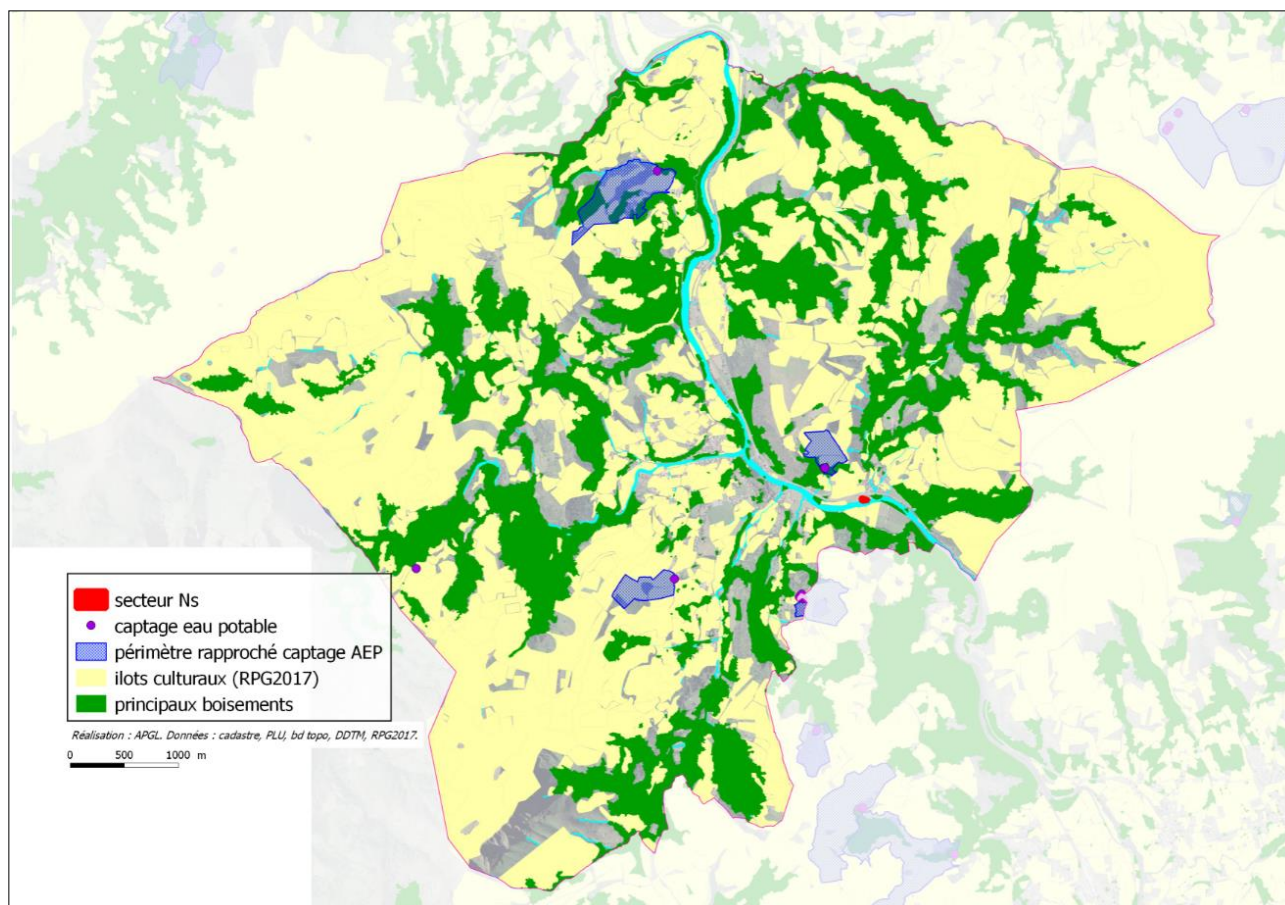 secteur Ns
captage eau potable
périmètre rapproché captage AEP
ilots culturaux (RPG2017)
principaux boisements
Réalisation : APGL. Données : cadastre, PLU, bd topo, DDTM, RPG2017.
0 500 1000 m